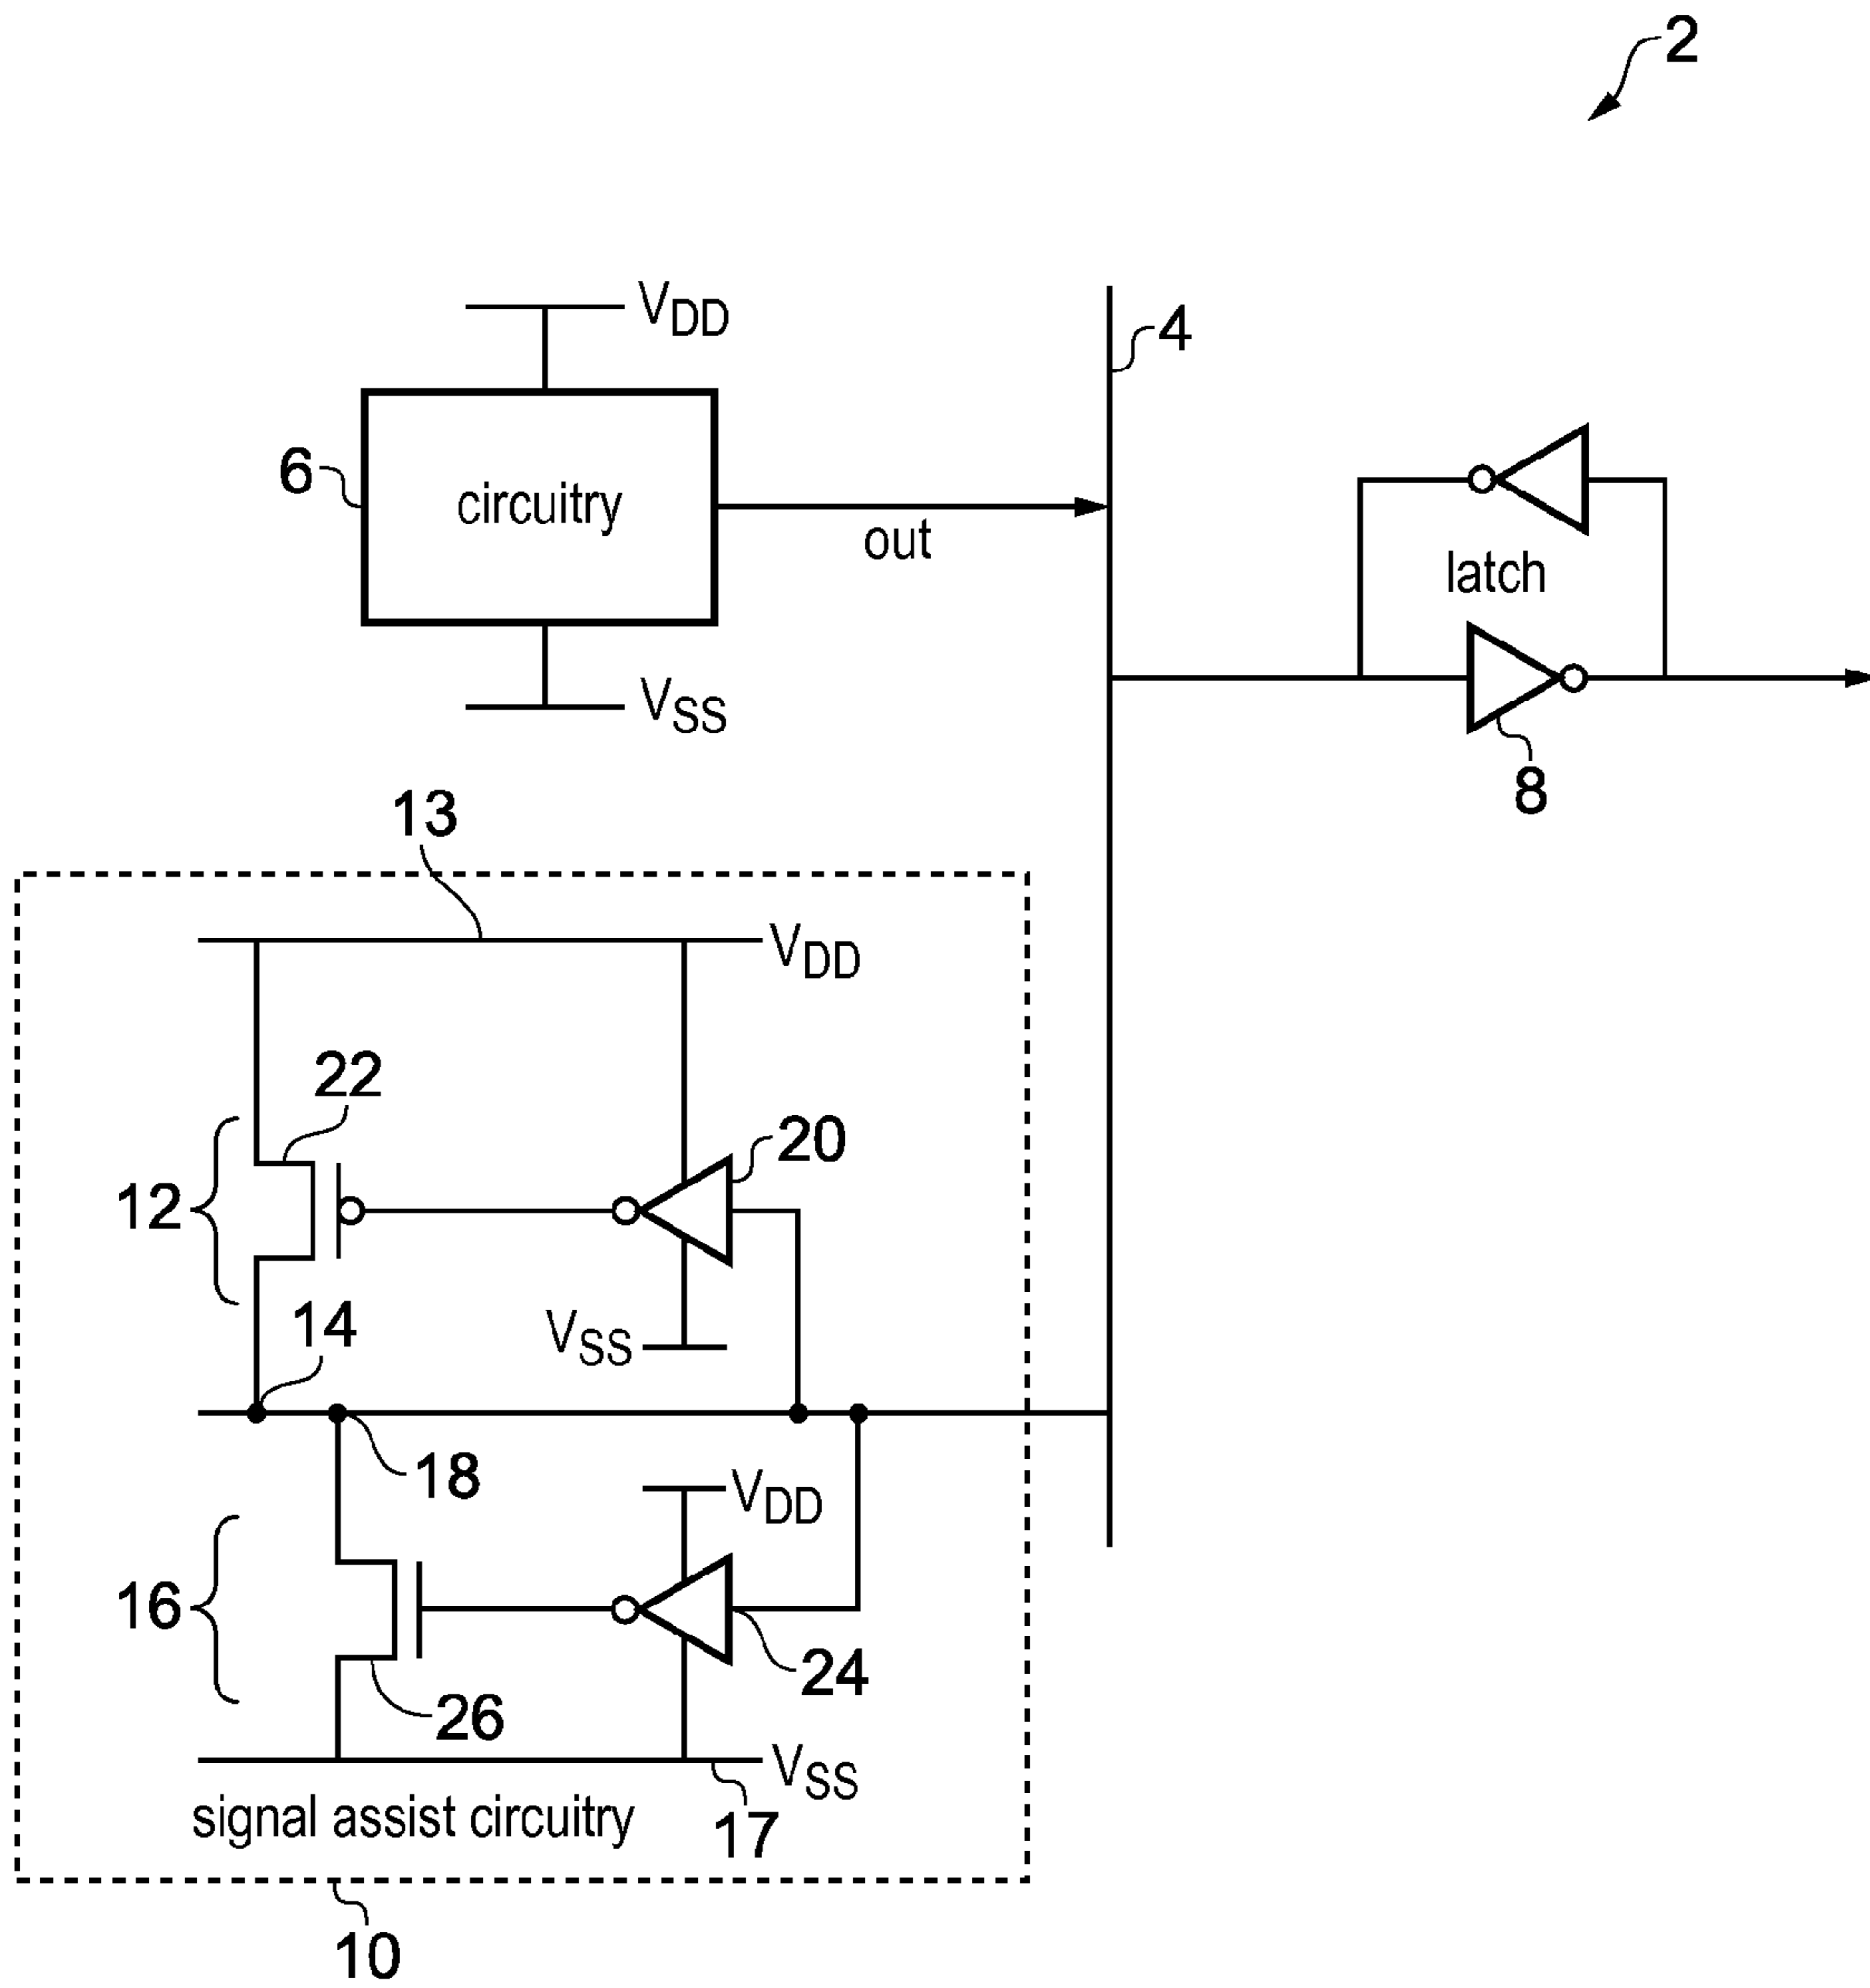 2
VDD
4
6
circuitry
out
latch
VSS
8
13
VDD
22
20
12
14
VSS
18
VDD
16
24
26
VSS
signal assist circuitry
17
10